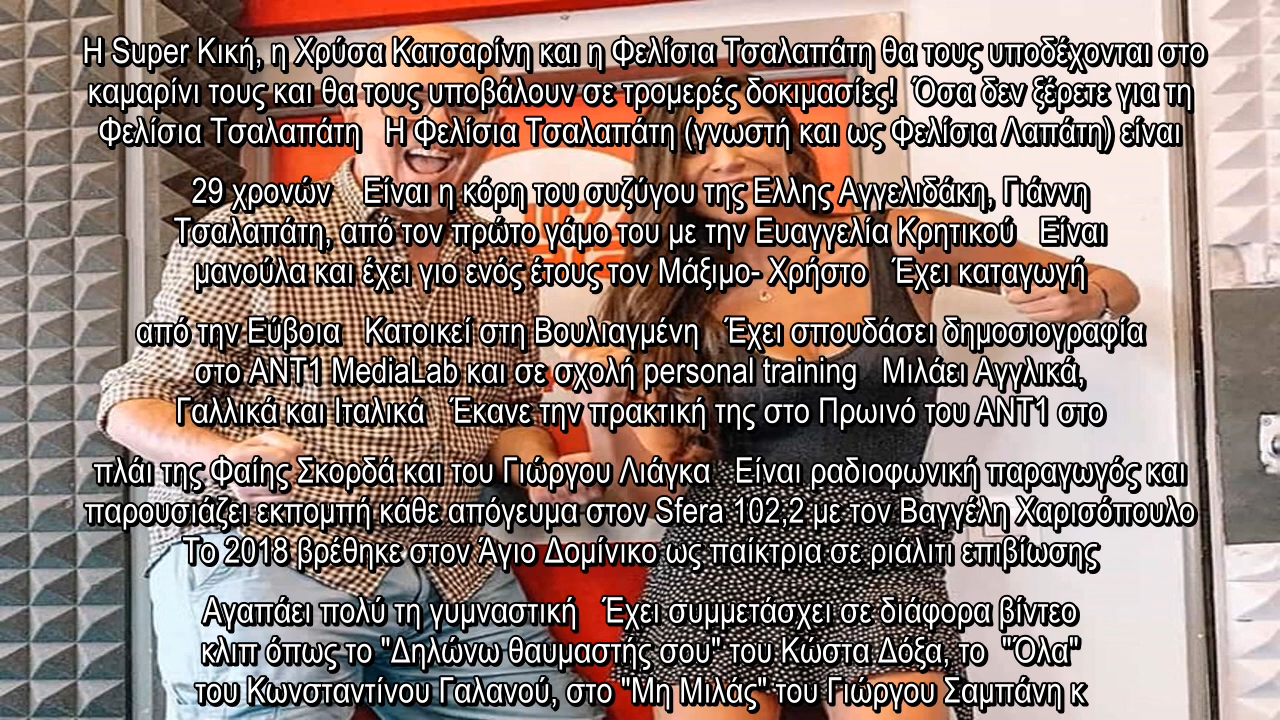 Η Super Κική, η Χρύσα Κατσαρίνη και η Φελίσια Τσαλαπάτη θα τους υποδέχονται στο
καμαρίνι τους και θα τους υποβάλουν σε τρομερές δοκιμασίες!  Όσα δεν ξέρετε για τη
Φελίσια Τσαλαπάτη   Η Φελίσια Τσαλαπάτη (γνωστή και ως Φελίσια Λαπάτη) είναι
29 χρονών    Είναι η κόρη του συζύγου της Ελλης Αγγελιδάκη, Γιάννη
Τσαλαπάτη, από τον πρώτο γάμο του με την Ευαγγελία Κρητικού   Είναι
μανούλα και έχει γιο ενός έτους τον Μάξιμο- Χρήστο   Έχει καταγωγή
από την Εύβοια   Κατοικεί στη Βουλιαγμένη   Έχει σπουδάσει δημοσιογραφία
στο ΑΝΤ1 MediaLab και σε σχολή personal training   Μιλάει Αγγλικά,
Γαλλικά και Ιταλικά   Έκανε την πρακτική της στο Πρωινό του ΑΝΤ1 στο
πλάι της Φαίης Σκορδά και του Γιώργου Λιάγκα   Είναι ραδιοφωνική παραγωγός και
παρουσιάζει εκπομπή κάθε απόγευμα στον Sfera 102,2 με τον Βαγγέλη Χαρισόπουλο
Το 2018 βρέθηκε στον Άγιο Δομίνικο ως παίκτρια σε ριάλιτι επιβίωσης
Αγαπάει πολύ τη γυμναστική   Έχει συμμετάσχει σε διάφορα βίντεο
κλιπ όπως το "Δηλώνω θαυμαστής σου" του Κώστα Δόξα, το  "Όλα"
του Κωνσταντίνου Γαλανού, στο "Μη Μιλάς" του Γιώργου Σαμπάνη κ